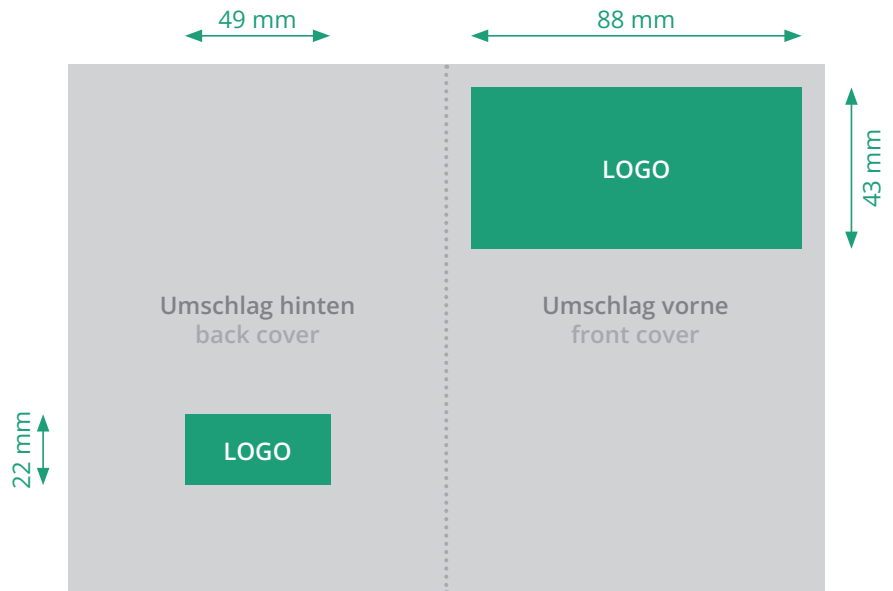 49 mm
88 mm
LOGO
43 mm
Umschlag hinten
back cover
Umschlag vorne
front cover
22 mm
LOGO